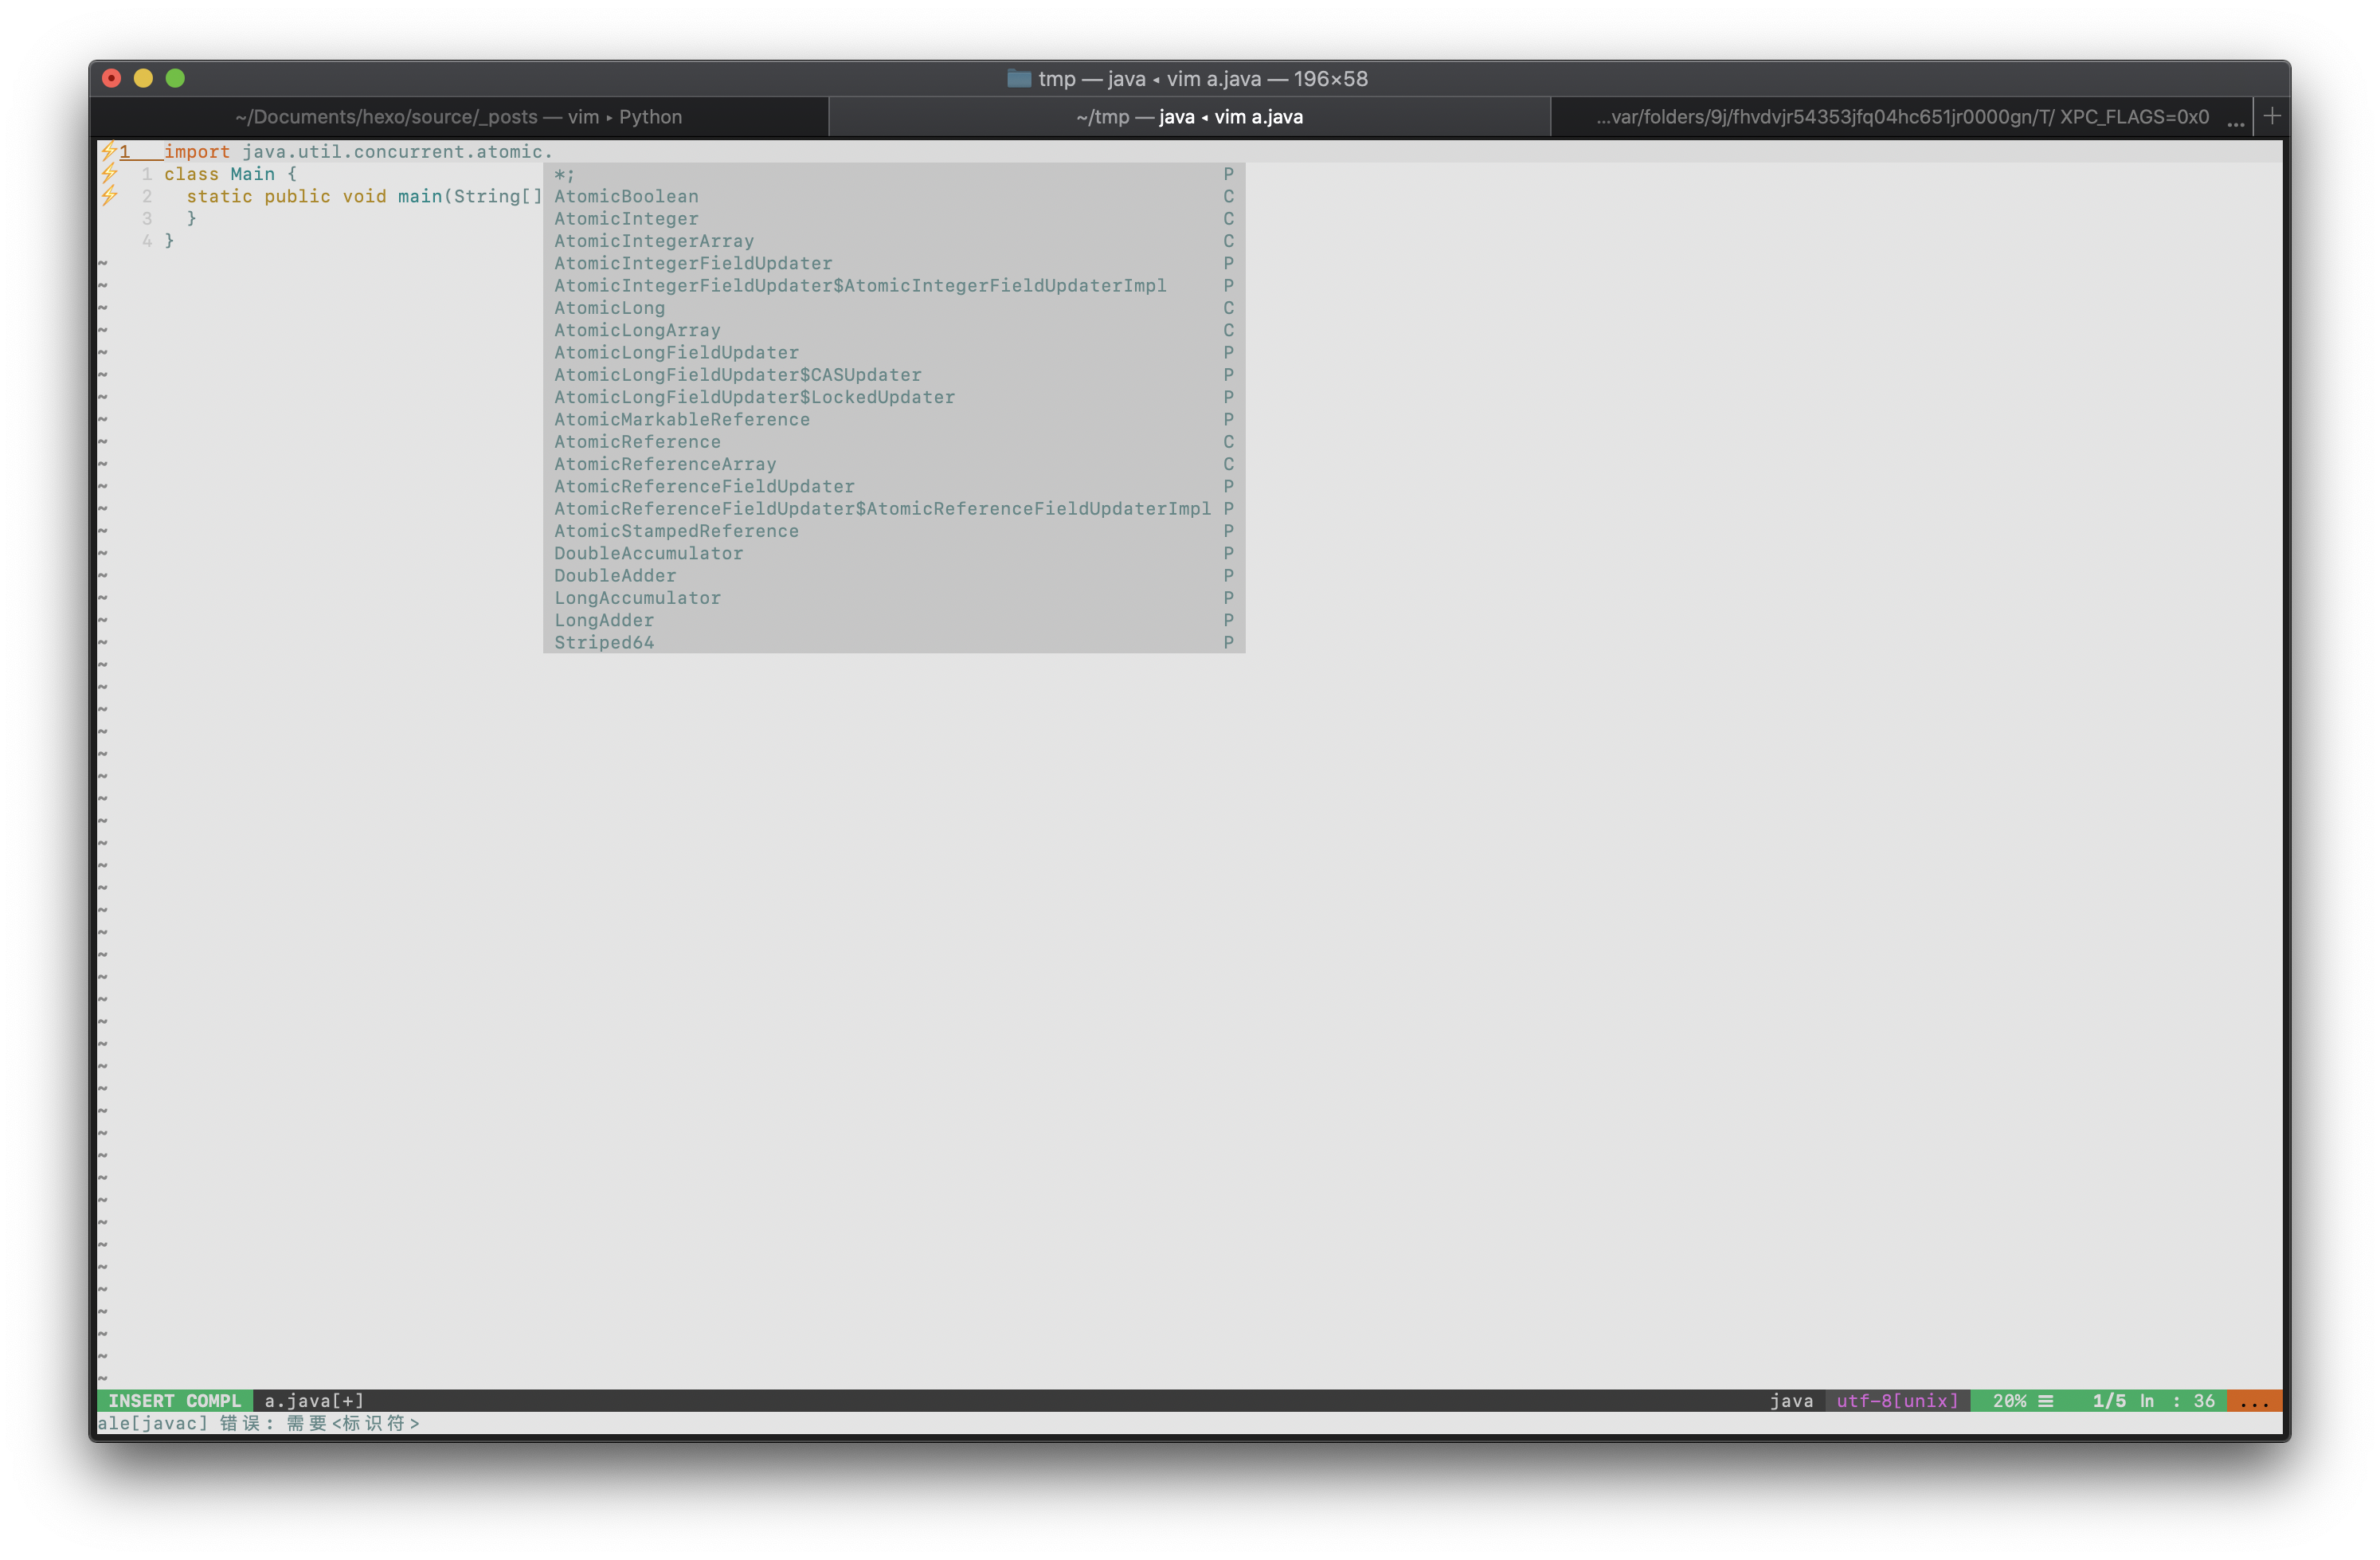 tmp — java ◂ vim a.java — 196×58
~/Documents/hexo/source/_posts — vim ▸ Python
~/tmp — java ◂ vim a.java
...var/folders/9j/fhvdvjr54353jfq04hc651jr0000gn/T/ XPC_FLAGS=0x0 ... +
⚡1 import java.util.concurrent.atomic.
⚡ 1 class Main {
⚡ 2 static public void main(String[]
3 }
4 }
*; P
AtomicBoolean C
AtomicInteger C
AtomicIntegerArray C
AtomicIntegerFieldUpdater P
AtomicIntegerFieldUpdater$AtomicIntegerFieldUpdaterImpl P
AtomicLong C
AtomicLongArray C
AtomicLongFieldUpdater P
AtomicLongFieldUpdater$CASUpdater P
AtomicLongFieldUpdater$LockedUpdater P
AtomicMarkableReference P
AtomicReference C
AtomicReferenceArray C
AtomicReferenceFieldUpdater P
AtomicReferenceFieldUpdater$AtomicReferenceFieldUpdaterImpl P
AtomicStampedReference P
DoubleAccumulator P
DoubleAdder P
LongAccumulator P
LongAdder P
Striped64 P
INSERT COMPL a.java[+] java utf-8[unix] 20% ☰ 1/5 ln : 36 ...
ale[javac] 错误: 需要<标识符>